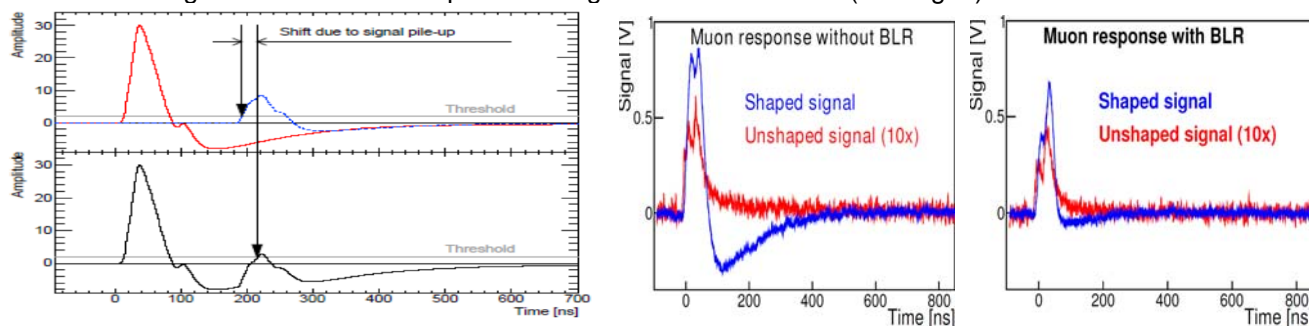 Amplitude
30
20
10
0
Shift due to signal pile-up
Threshold
Amplitude
30
20
10
0
Threshold
0 100 200 300 400 500 600 700
Time [ns]
Signal [V]
1
0.5
0
Muon response without BLR
Shaped signal
Unshaped signal (10x)
0 200 400 600 800
Time [ns]
Signal [V]
1
0.5
0
Muon response with BLR
Shaped signal
Unshaped signal (10x)
0 200 400 600 800
Time [ns]